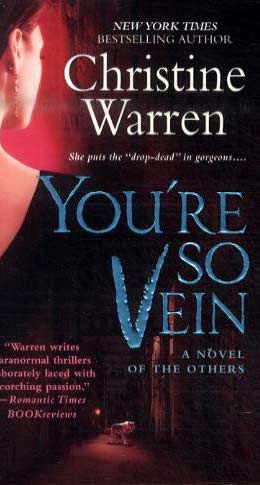 NEW YORK TIMES
BESTSELLING AUTHOR
Christine
Warren
She puts the "drop-dead" in gorgeous....
YOU'RE
SO
VEIN
A NOVEL
OF THE OTHERS
"Warren writes
aranormal thrillers
aborately laced with
corching passion."
—Romantic Times
BOOKreviews